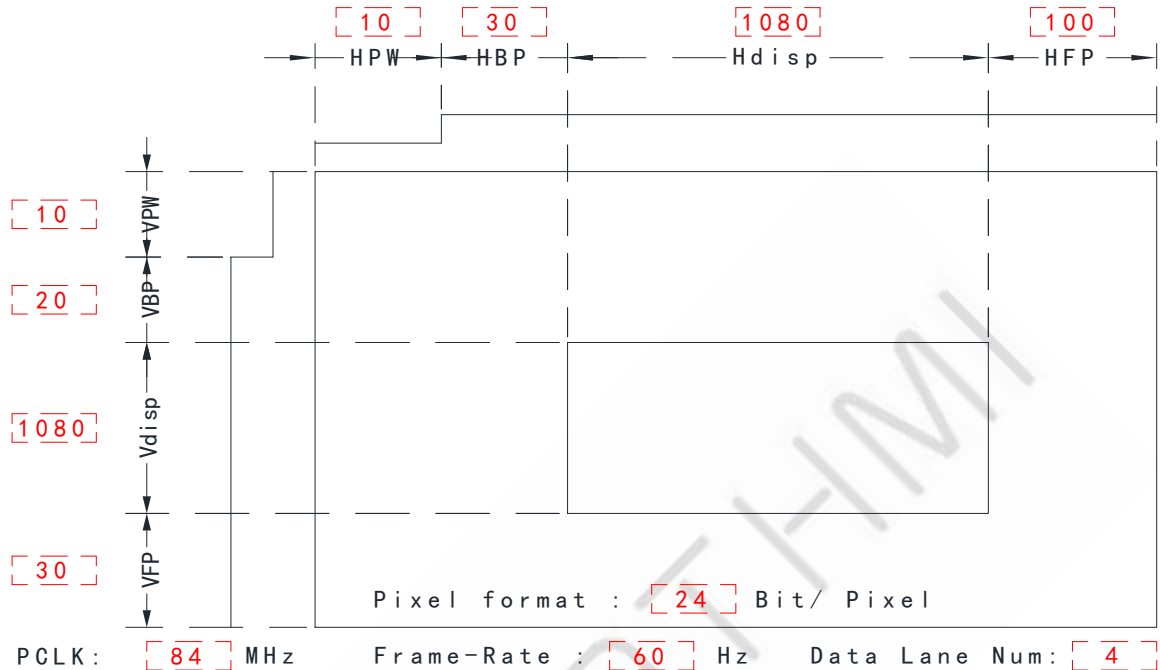 10 30 1080 100
HPW HBP Hdisp HFP
10 VPW
20 VBP
1080 Vdisp
30 VFP
Pixel format : 24 Bit/ Pixel
PCLK: 84 MHz Frame-Rate : 60 Hz Data Lane Num: 4